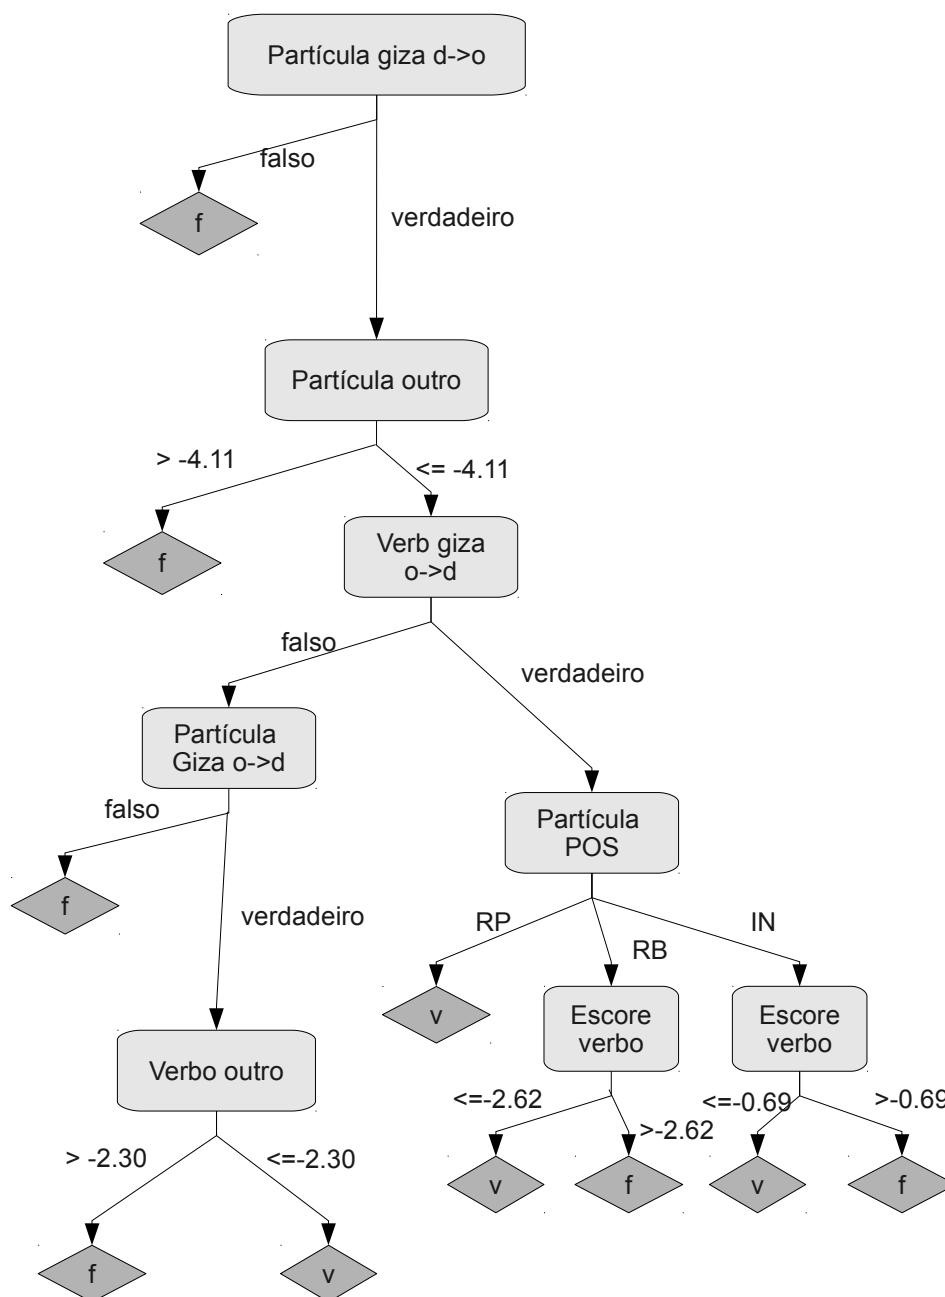 Partícula giza d->o
falso
f
verdadeiro
Partícula outro
> -4.11
<= -4.11
f
Verb giza
o->d
falso
verdadeiro
Partícula
Giza o->d
falso
Partícula
POS
f
verdadeiro
RP
RB
IN
v
Escore
verbo
Escore
verbo
Verbo outro
<=-2.62
>-2.62
<=-0.69
>-0.69
> -2.30
<=-2.30
v
f
v
f
f
v